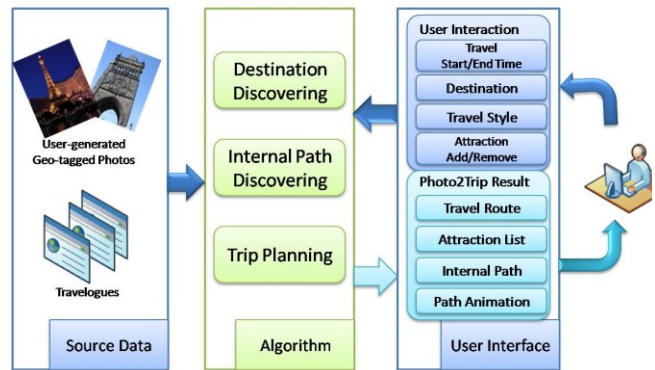 User-generated
Geo-tagged Photos
Travelogues
Source Data
Destination
Discovering
Internal Path
Discovering
Trip Planning
Algorithm
User Interaction
Travel
Start/End Time
Destination
Travel Style
Attraction
Add/Remove
Photo2Trip Result
Travel Route
Attraction List
Internal Path
Path Animation
User Interface